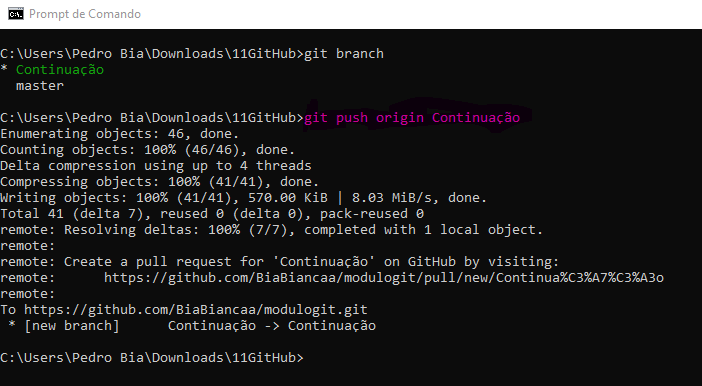 Prompt de Comando
C:\Users\Pedro Bia\Downloads\11GitHub>git branch
* Continuação
  master
C:\Users\Pedro Bia\Downloads\11GitHub>git push origin Continuação
Enumerating objects: 46, done.
Counting objects: 100% (46/46), done.
Delta compression using up to 4 threads
Compressing objects: 100% (41/41), done.
Writing objects: 100% (41/41), 570.00 KiB | 8.03 MiB/s, done.
Total 41 (delta 7), reused 0 (delta 0), pack-reused 0
remote: Resolving deltas: 100% (7/7), completed with 1 local object.
remote:
remote: Create a pull request for 'Continuação' on GitHub by visiting:
remote:      https://github.com/BiaBiancaa/modulogit/pull/new/Continua%C3%A7%C3%A3o
remote:
To https://github.com/BiaBiancaa/modulogit.git
 * [new branch]      Continuação -> Continuação
C:\Users\Pedro Bia\Downloads\11GitHub>